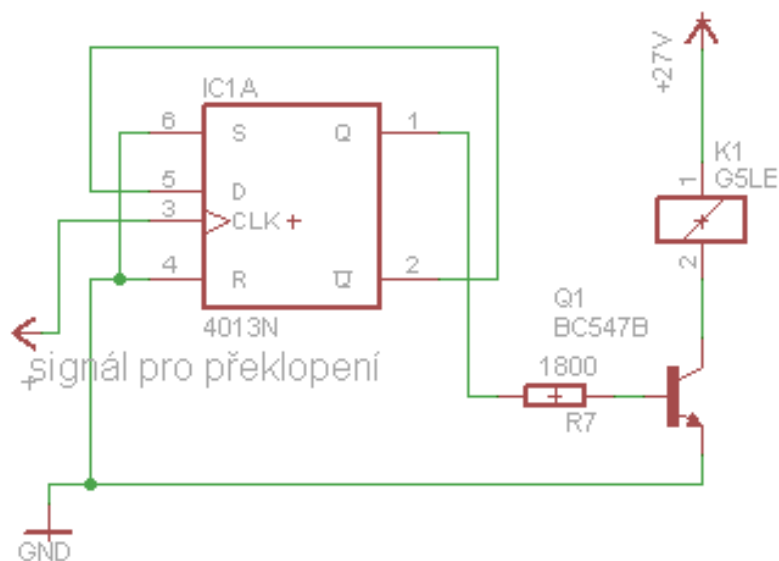 IC1A
6 S Q 1
5 D
3 CLK
4 R Q 2
4013N
signál pro překlopení
+27V
K1
G5LE
1
2
Q1
BC547B
1800
R7
GND